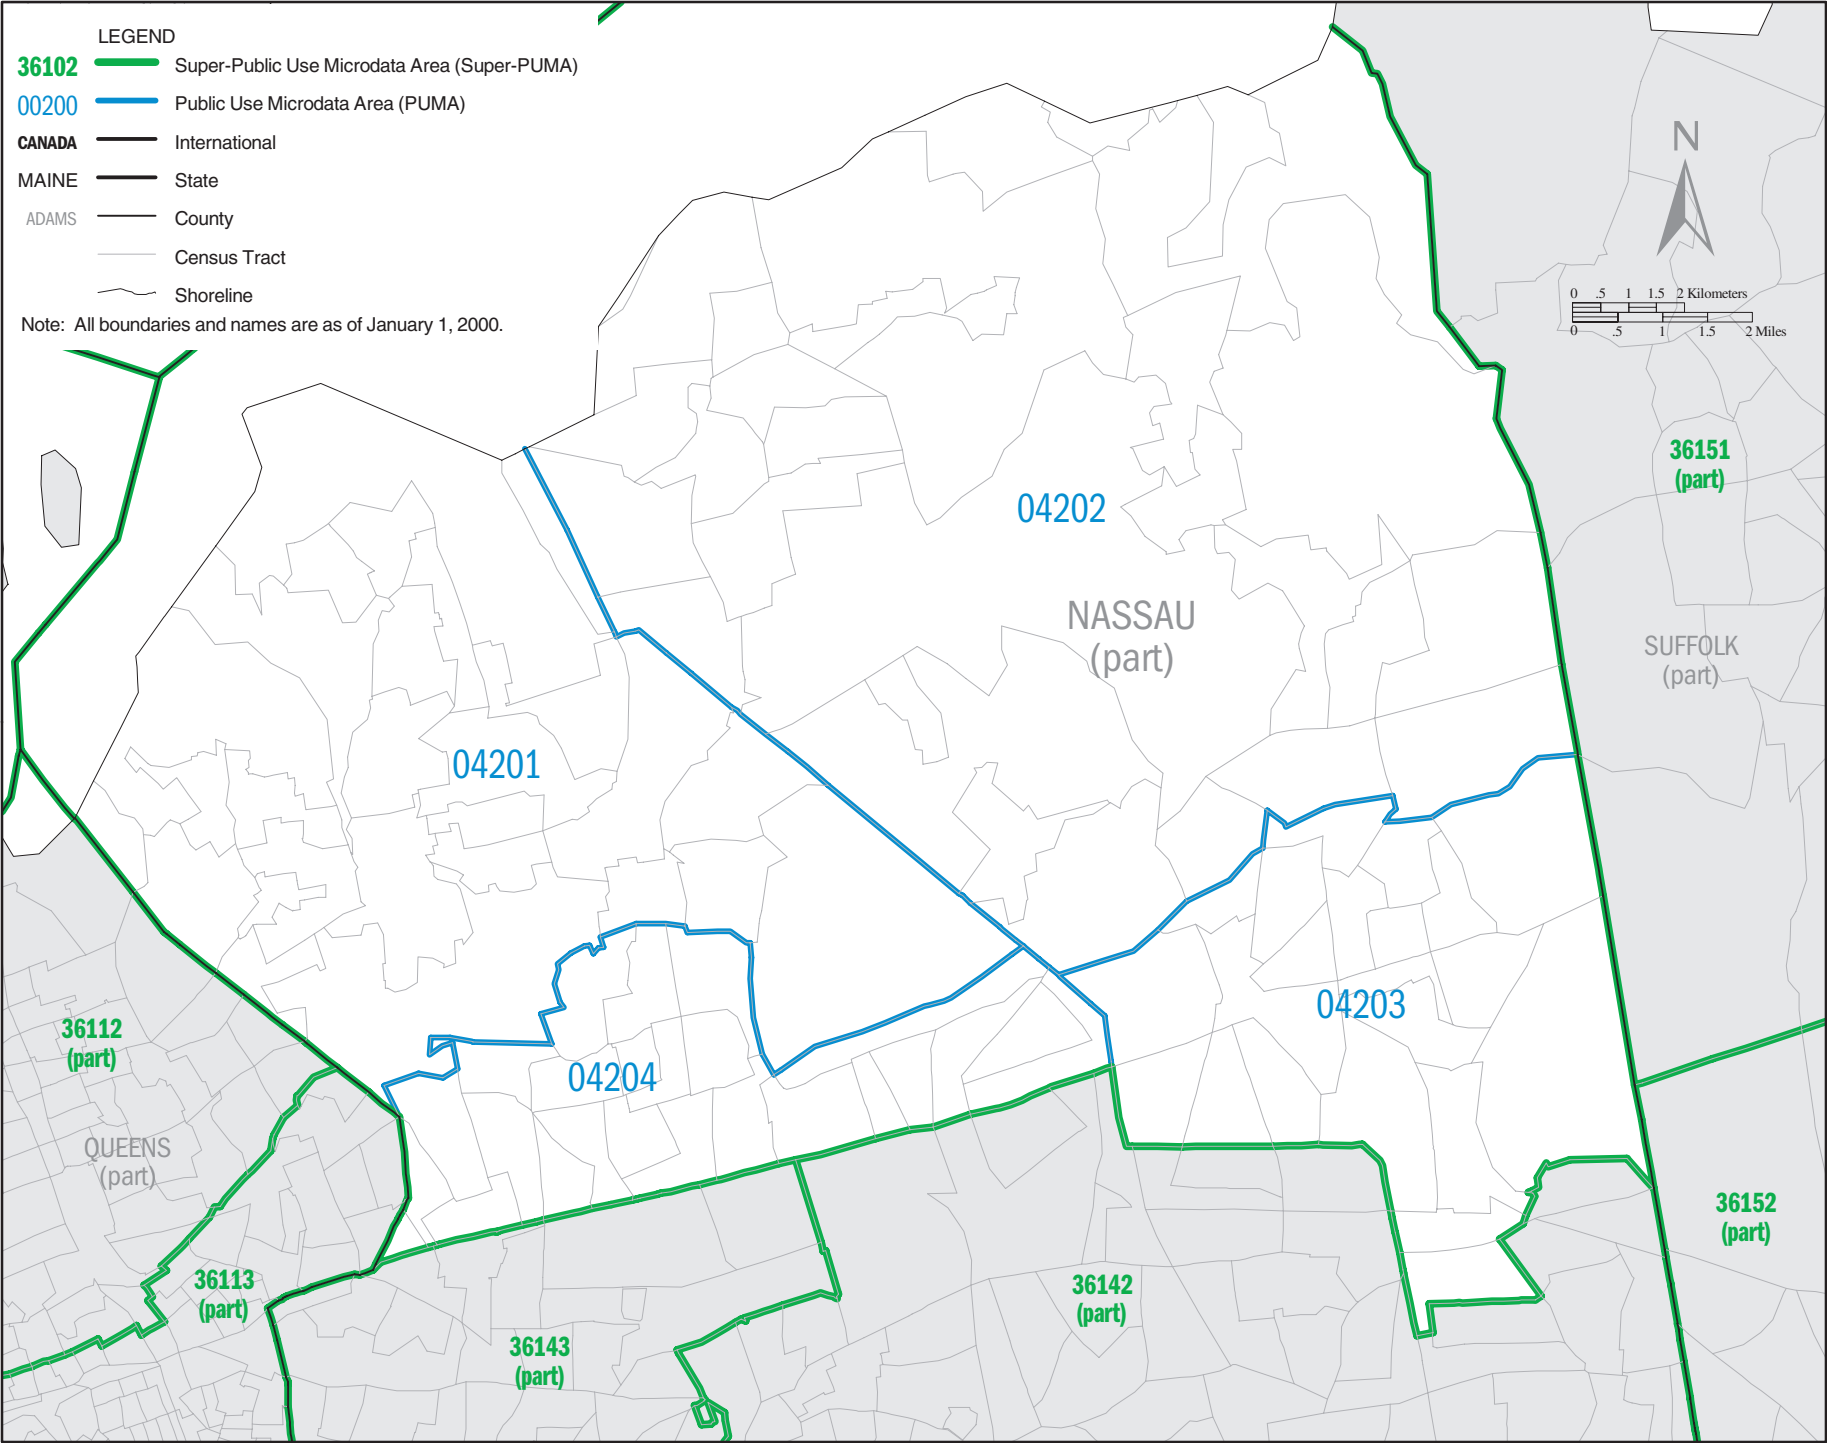 LEGEND
36102 Super-Public Use Microdata Area (Super-PUMA)
00200 Public Use Microdata Area (PUMA)
CANADA International
MAINE State
ADAMS County
Census Tract
Shoreline
Note: All boundaries and names are as of January 1, 2000.
N
0 .5 1 1.5 2 Kilometers
0 .5 1 1.5 2 Miles
36151
(part)
04202
NASSAU
(part)
SUFFOLK
(part)
04201
04203
36112
(part)
04204
QUEENS
(part)
36152
(part)
36113
(part)
36142
(part)
36143
(part)